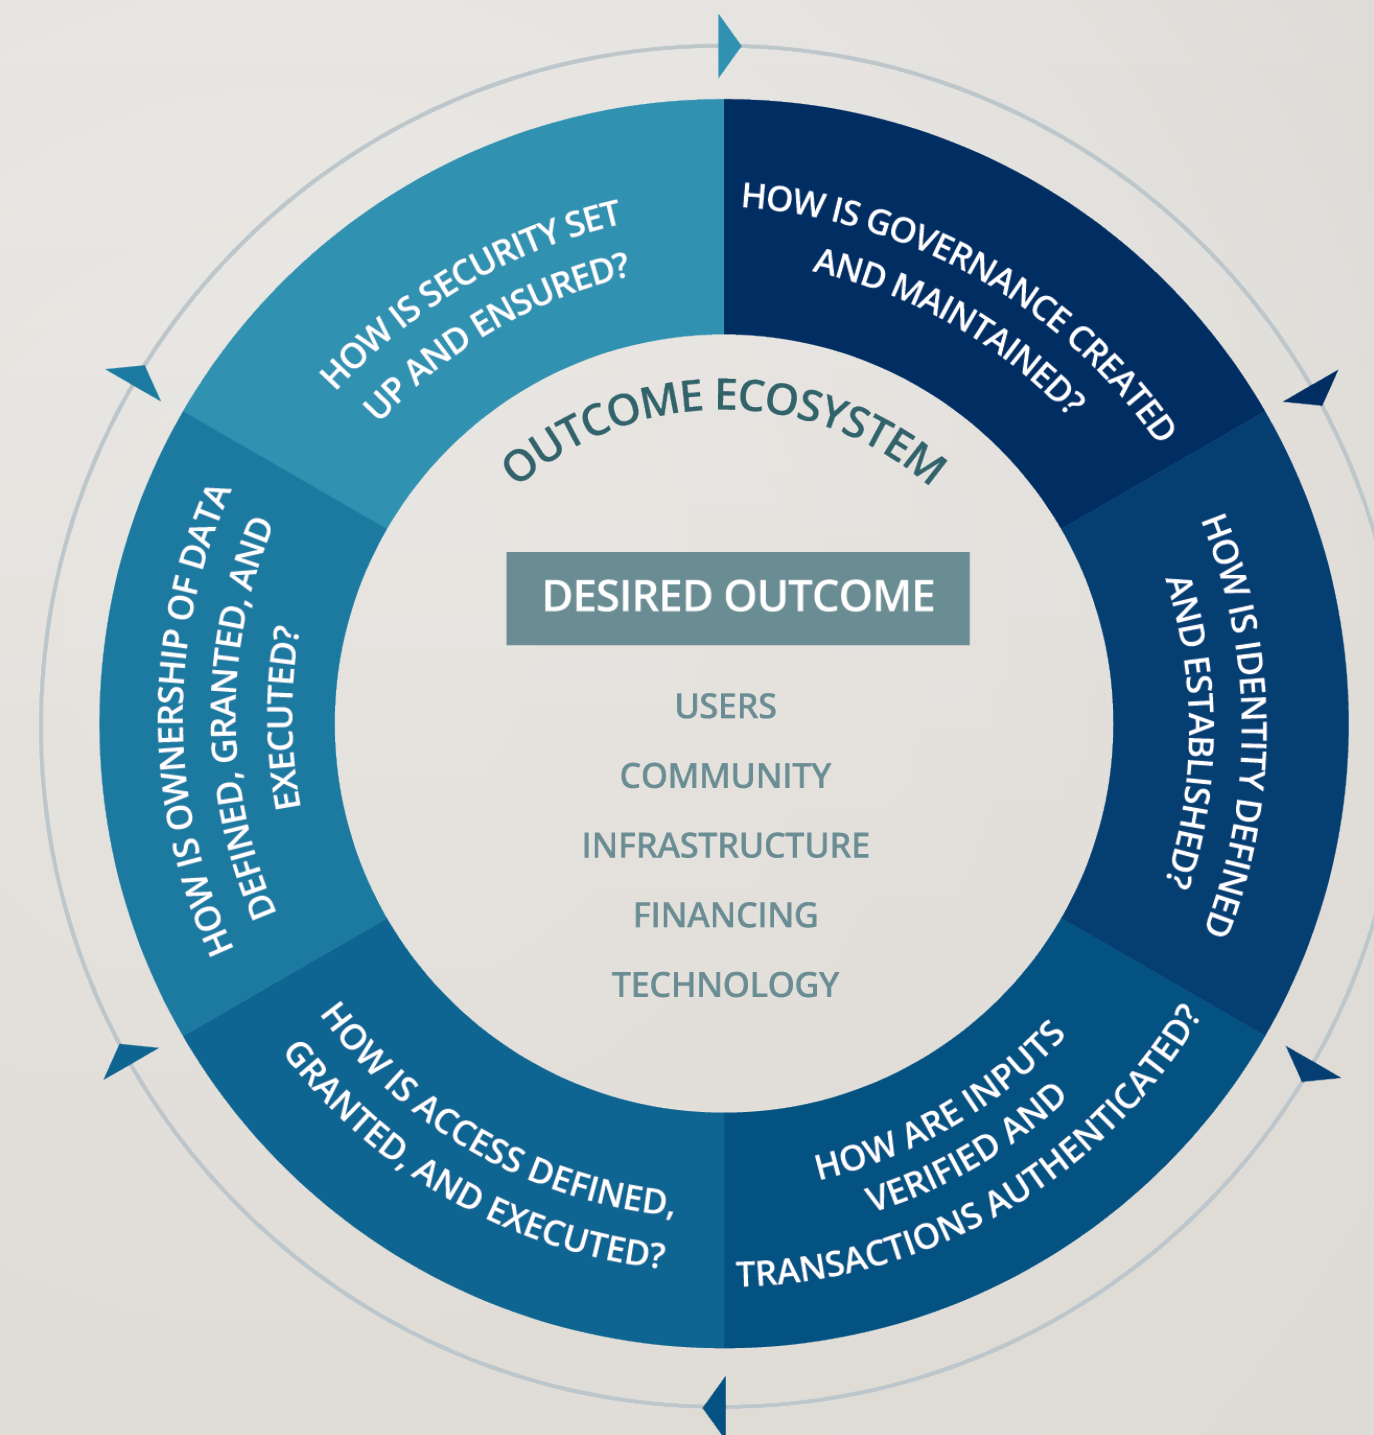 HOW IS GOVERNANCE CREATED
AND MAINTAINED?
HOW IS IDENTITY DEFINED
AND ESTABLISHED?
HOW ARE INPUTS
VERIFIED AND
TRANSACTIONS AUTHENTICATED?
HOW IS ACCESS DEFINED,
GRANTED, AND EXECUTED?
HOW IS OWNERSHIP OF DATA
DEFINED, GRANTED, AND
EXECUTED?
HOW IS SECURITY SET
UP AND ENSURED?
OUTCOME ECOSYSTEM
DESIRED OUTCOME
USERS
COMMUNITY
INFRASTRUCTURE
FINANCING
TECHNOLOGY